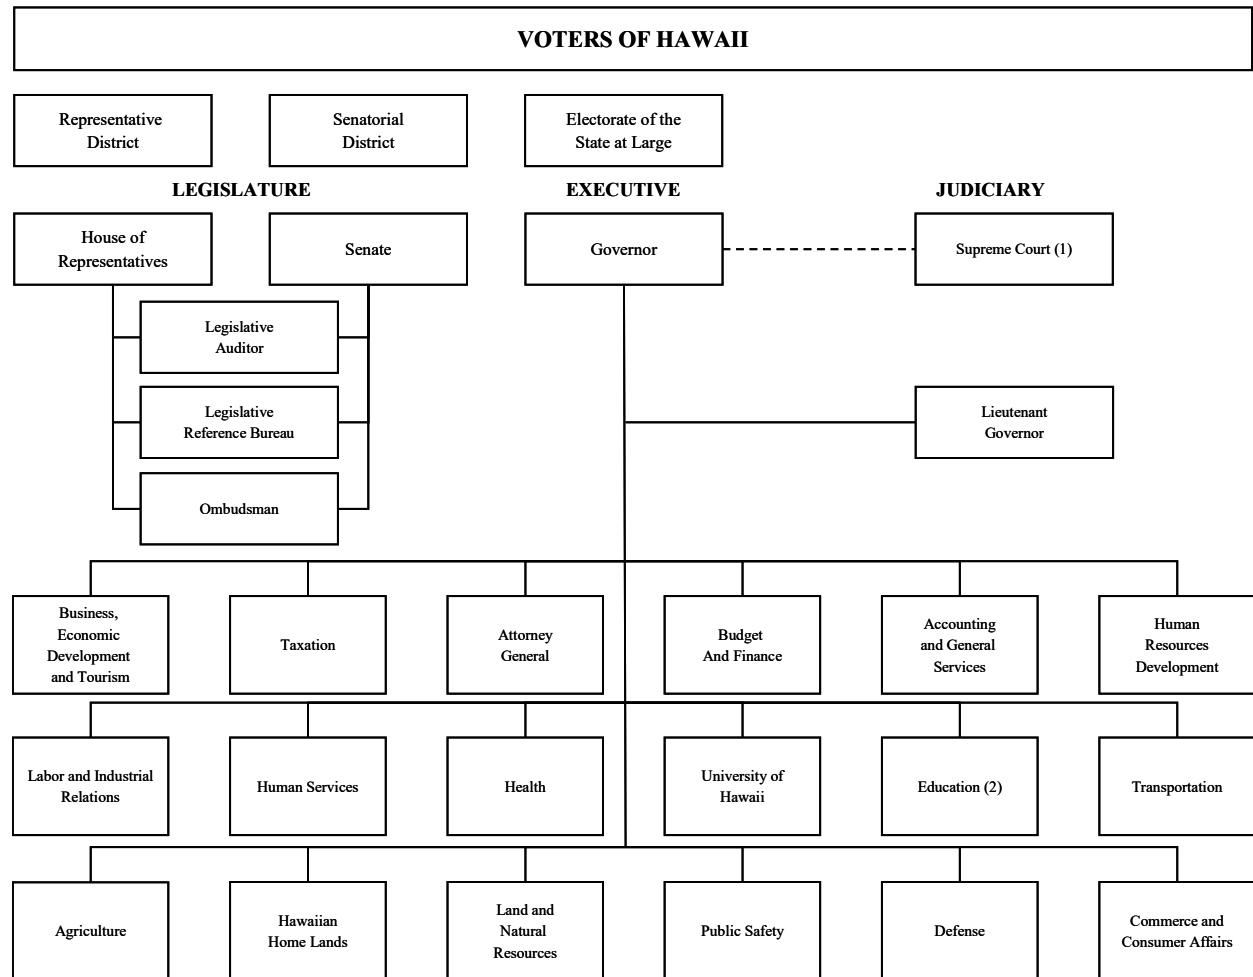 VOTERS OF HAWAII
Representative
District
Senatorial
District
Electorate of the
State at Large
LEGISLATURE
EXECUTIVE
JUDICIARY
House of
Representatives
Senate
Governor
Supreme Court (1)
Legislative
Auditor
Legislative
Reference Bureau
Ombudsman
Lieutenant
Governor
Business,
Economic
Development
and Tourism
Taxation
Attorney
General
Budget
And Finance
Accounting
and General
Services
Human
Resources
Development
Labor and Industrial
Relations
Human Services
Health
University of
Hawaii
Education (2)
Transportation
Agriculture
Hawaiian
Home Lands
Land and
Natural
Resources
Public Safety
Defense
Commerce and
Consumer Affairs